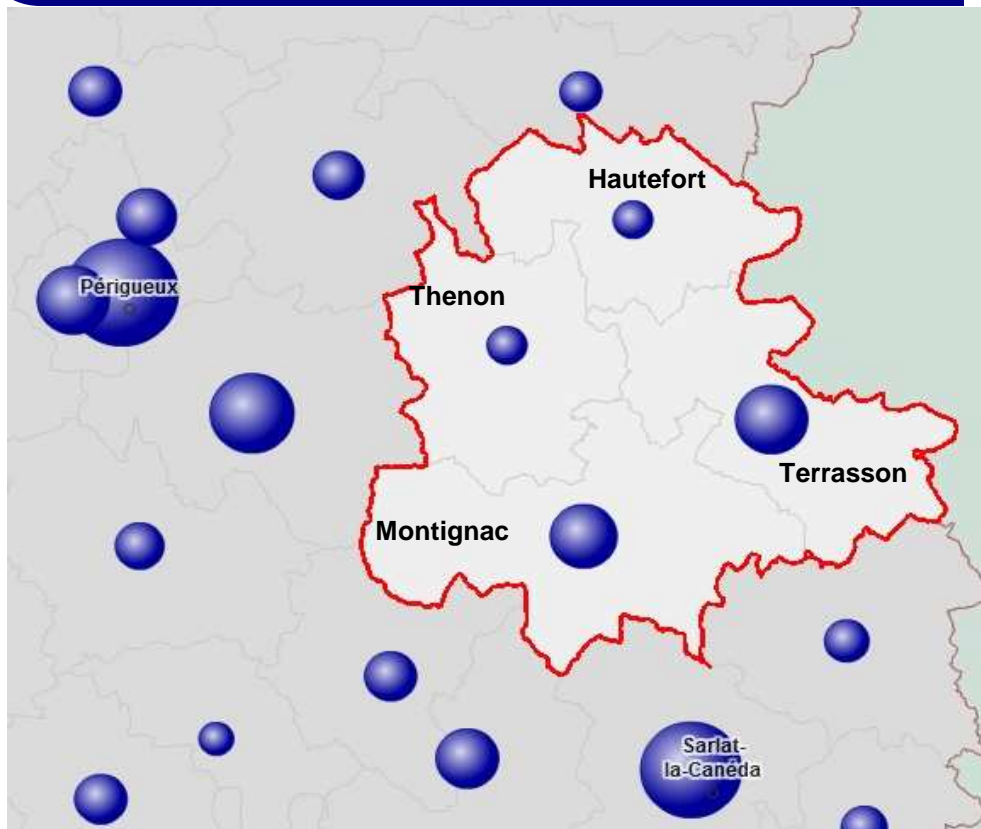 Hautefort
Périgueux
Thenon
Terrasson
Montignac
Sarlat-
la-Canéda